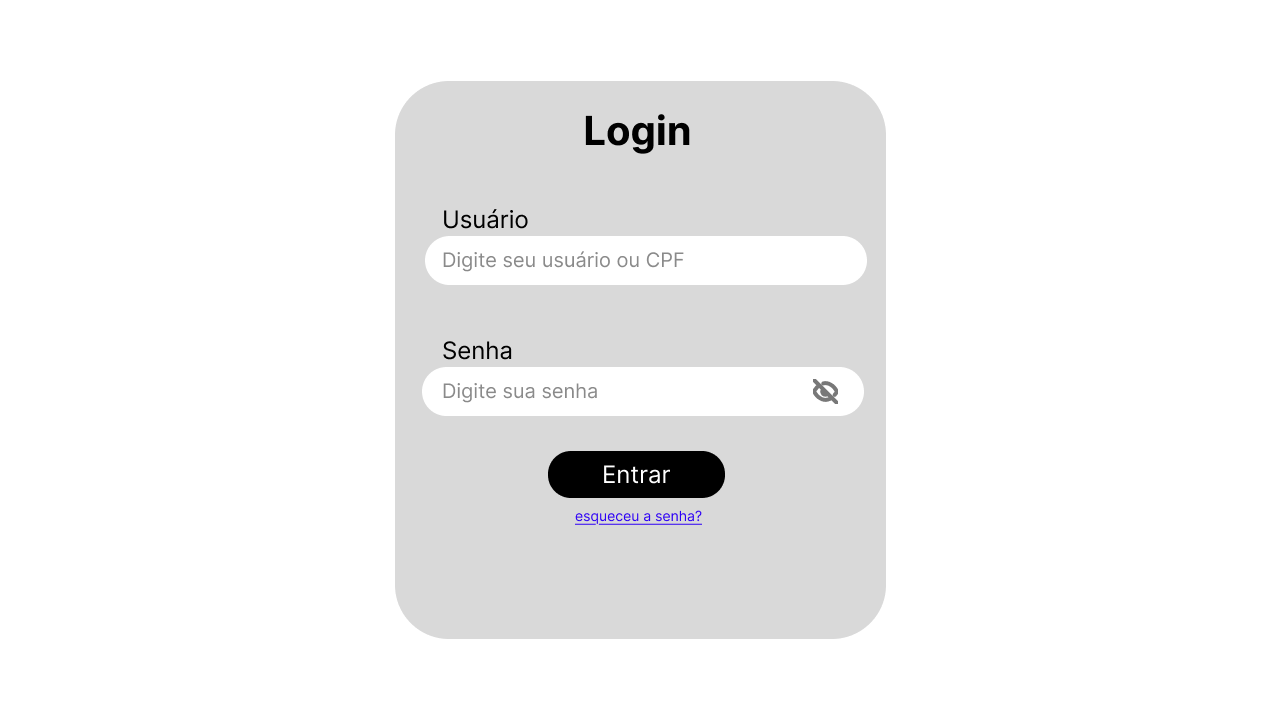 Login
Usuário
Digite seu usuário ou CPF
Senha
Digite sua senha
Entrar
esqueceu a senha?